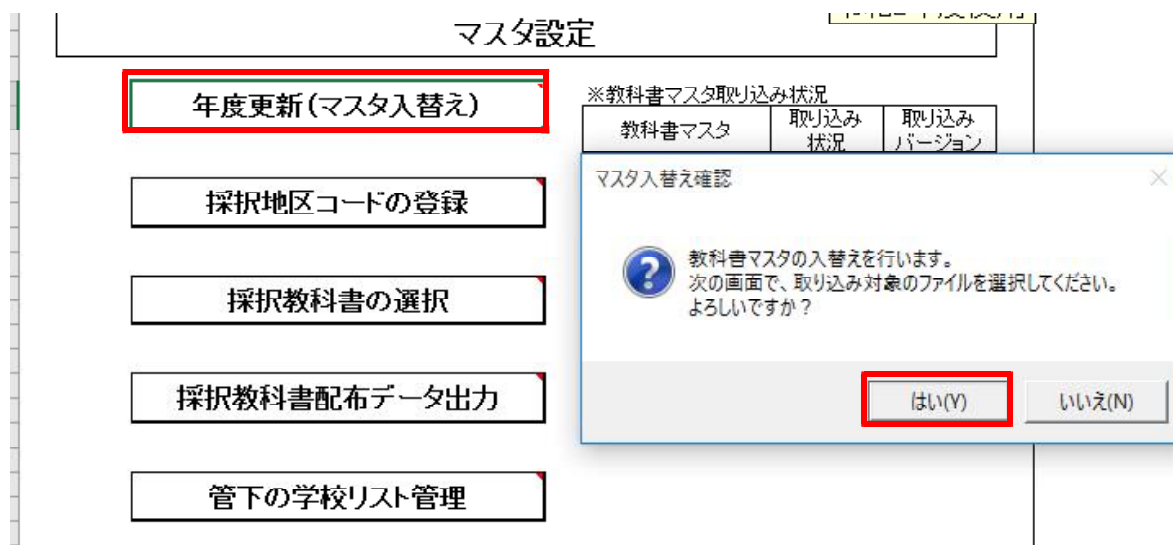 マスタ設定
年度更新(マスタ入替え)
※教科書マスタ取り込み状況
教科書マスタ
取り込み
状況
取り込み
バージョン
採択地区コードの登録
採択教科書の選択
採択教科書配布データ出力
管下の学校リスト管理
マスタ入替え確認
教科書マスタの入替えを行います。
次の画面で、取り込み対象のファイルを選択してください。
よろしいですか？
はい(Y)
いいえ(N)